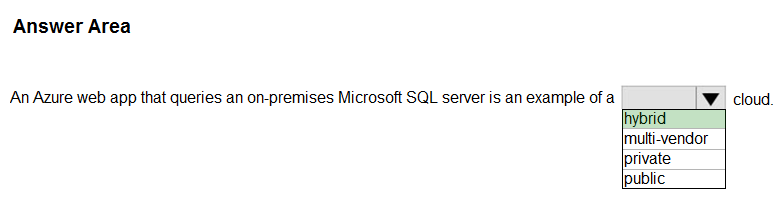 Answer Area
An Azure web app that queries an on-premises Microsoft SQL server is an example of a cloud.
hybrid
multi-vendor
private
public